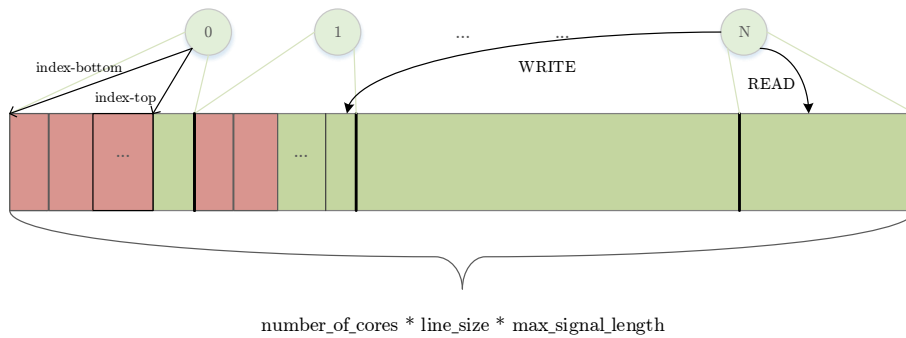 0
1
...
...
N
index-bottom
WRITE
READ
index-top
...
...
number_of_cores * line_size * max_signal_length